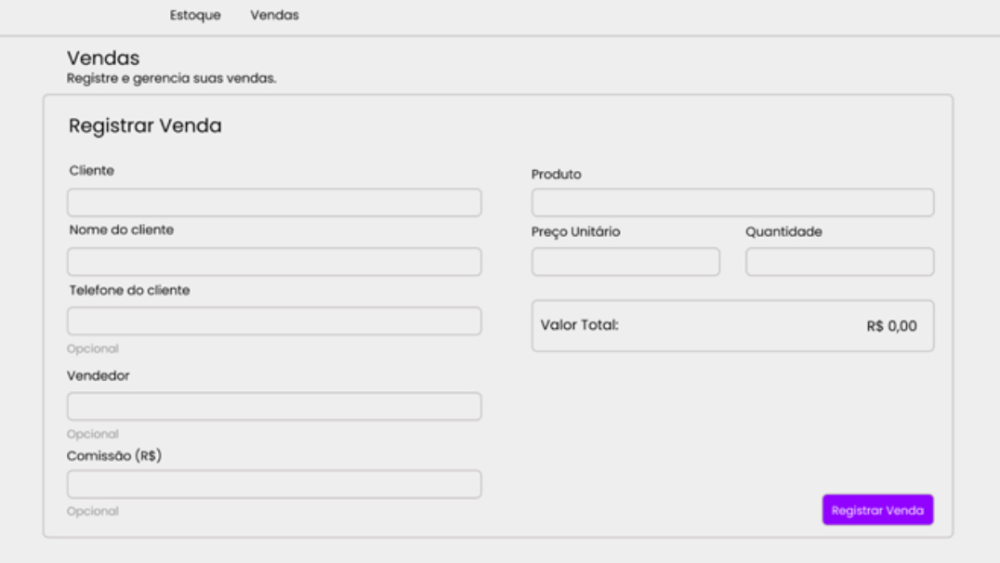 Estoque Vendas
Vendas
Registre e gerencia suas vendas.
Registrar Venda
Cliente
Nome do cliente
Telefone do cliente
Opcional
Vendedor
Opcional
Comissão (R$)
Opcional
Produto
Preço Unitário Quantidade
Valor Total: R$ 0,00
Registrar Venda